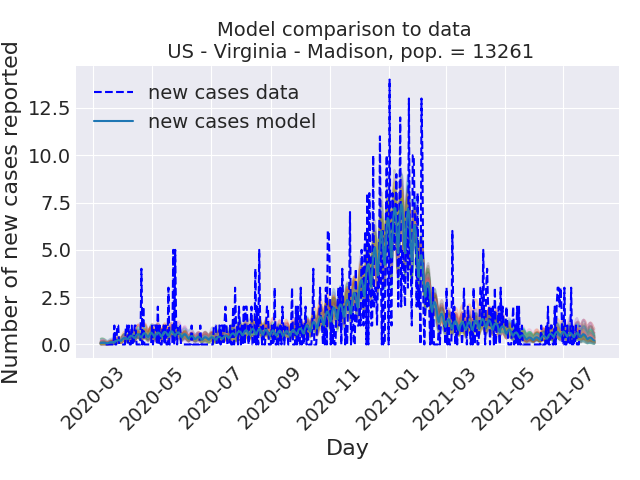 Model comparison to data
US - Virginia - Madison, pop. = 13261
Number of new cases reported
12.5
10.0
7.5
5.0
2.5
0.0
new cases data
new cases model
2020-03
2020-05
2020-07
2020-09
2020-11
2021-01
2021-03
2021-05
2021-07
Day